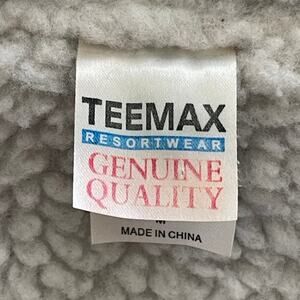 TEEMAX
RESORTWEAR
GENUINE
QUALITY
M
MADE IN CHINA